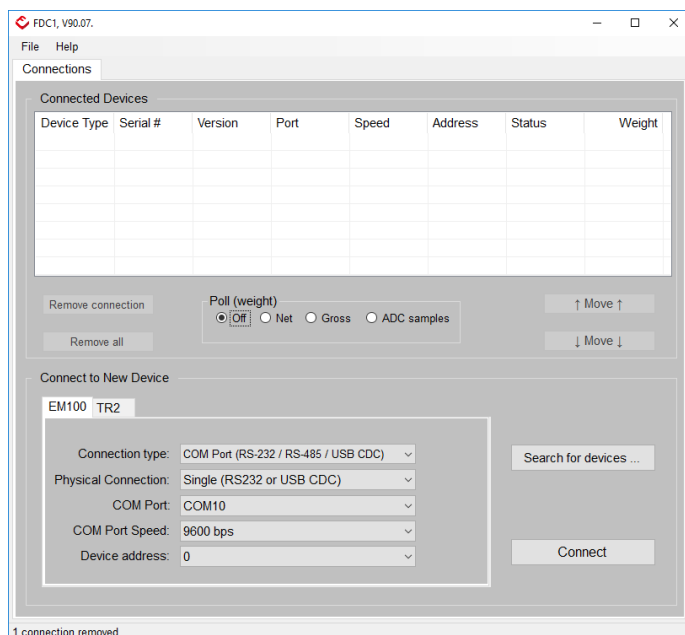 FDC1, V90.07.
File Help
Connections
Connected Devices
Device Type Serial # Version Port Speed Address Status Weight
Remove connection
Poll (weight)
Off Net Gross ADC samples
↑ Move ↑
Remove all
↓ Move ↓
Connect to New Device
EM100 TR2
Connection type: COM Port (RS-232 / RS-485 / USB CDC)
Search for devices ...
Physical Connection: Single (RS232 or USB CDC)
COM Port: COM10
COM Port Speed: 9600 bps
Device address: 0
Connect
1 connection removed